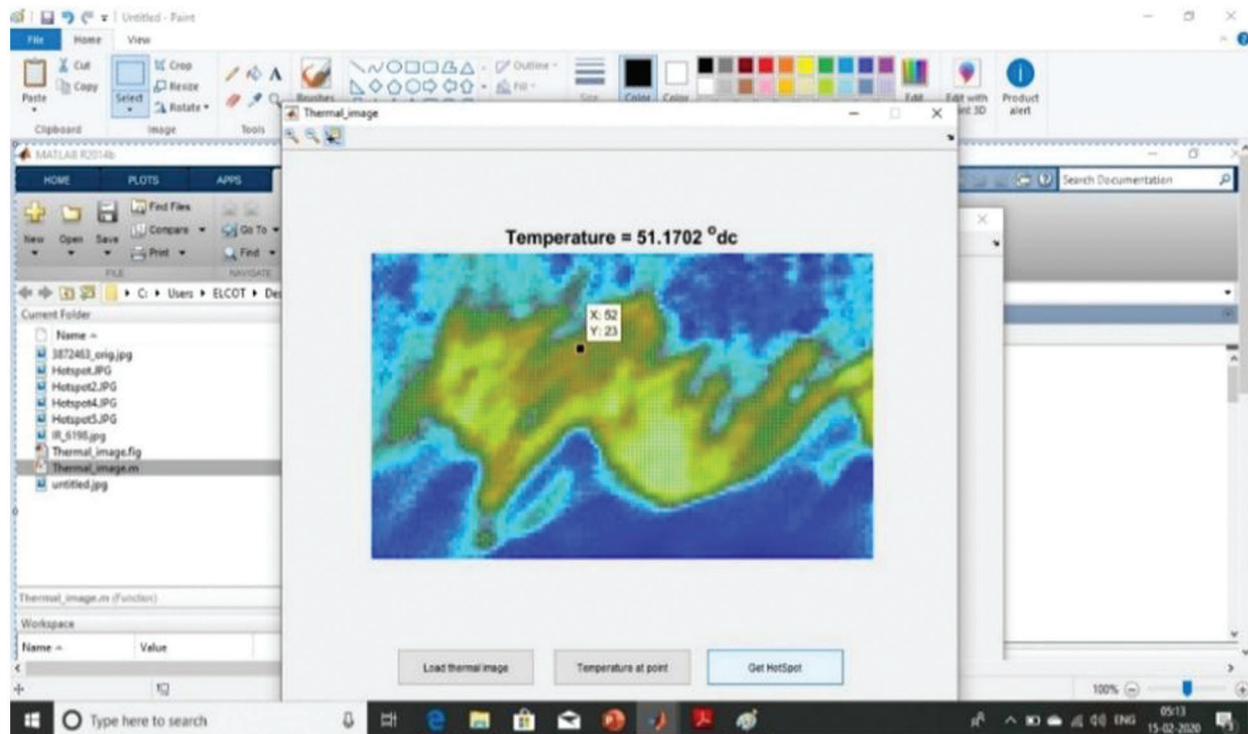 Untitled - Paint
File Home View
Paste
Cut
Copy
Clipboard
Select
Crop
Resize
Rotate
Image
Tools
Brushes
Outline
Fill
Size
Color
Color
Edit
Edit with
Product
alert
Thermal_image
MATLAB R2014b
HOME PLOTS APPS
Search Documentation
New Open Save
Find Files
Compare
Print
Go To
Find
FILE
NAVIGATE
C: Users ELCOT
Current Folder
Name
3872463_orig.jpg
Hotspot.JPG
Hotspot2.JPG
Hotspot4.JPG
Hotspot5.JPG
IR_6198.jpg
Thermal_image.fig
Thermal_image.m
untitled.jpg
Thermal_image.m (Function)
Workspace
Name Value
Temperature = 51.1702 °dc
X: 52
Y: 23
Load thermal image
Temperature at point
Get HotSpot
100%
Type here to search
ENG
05:13
15-02-2020